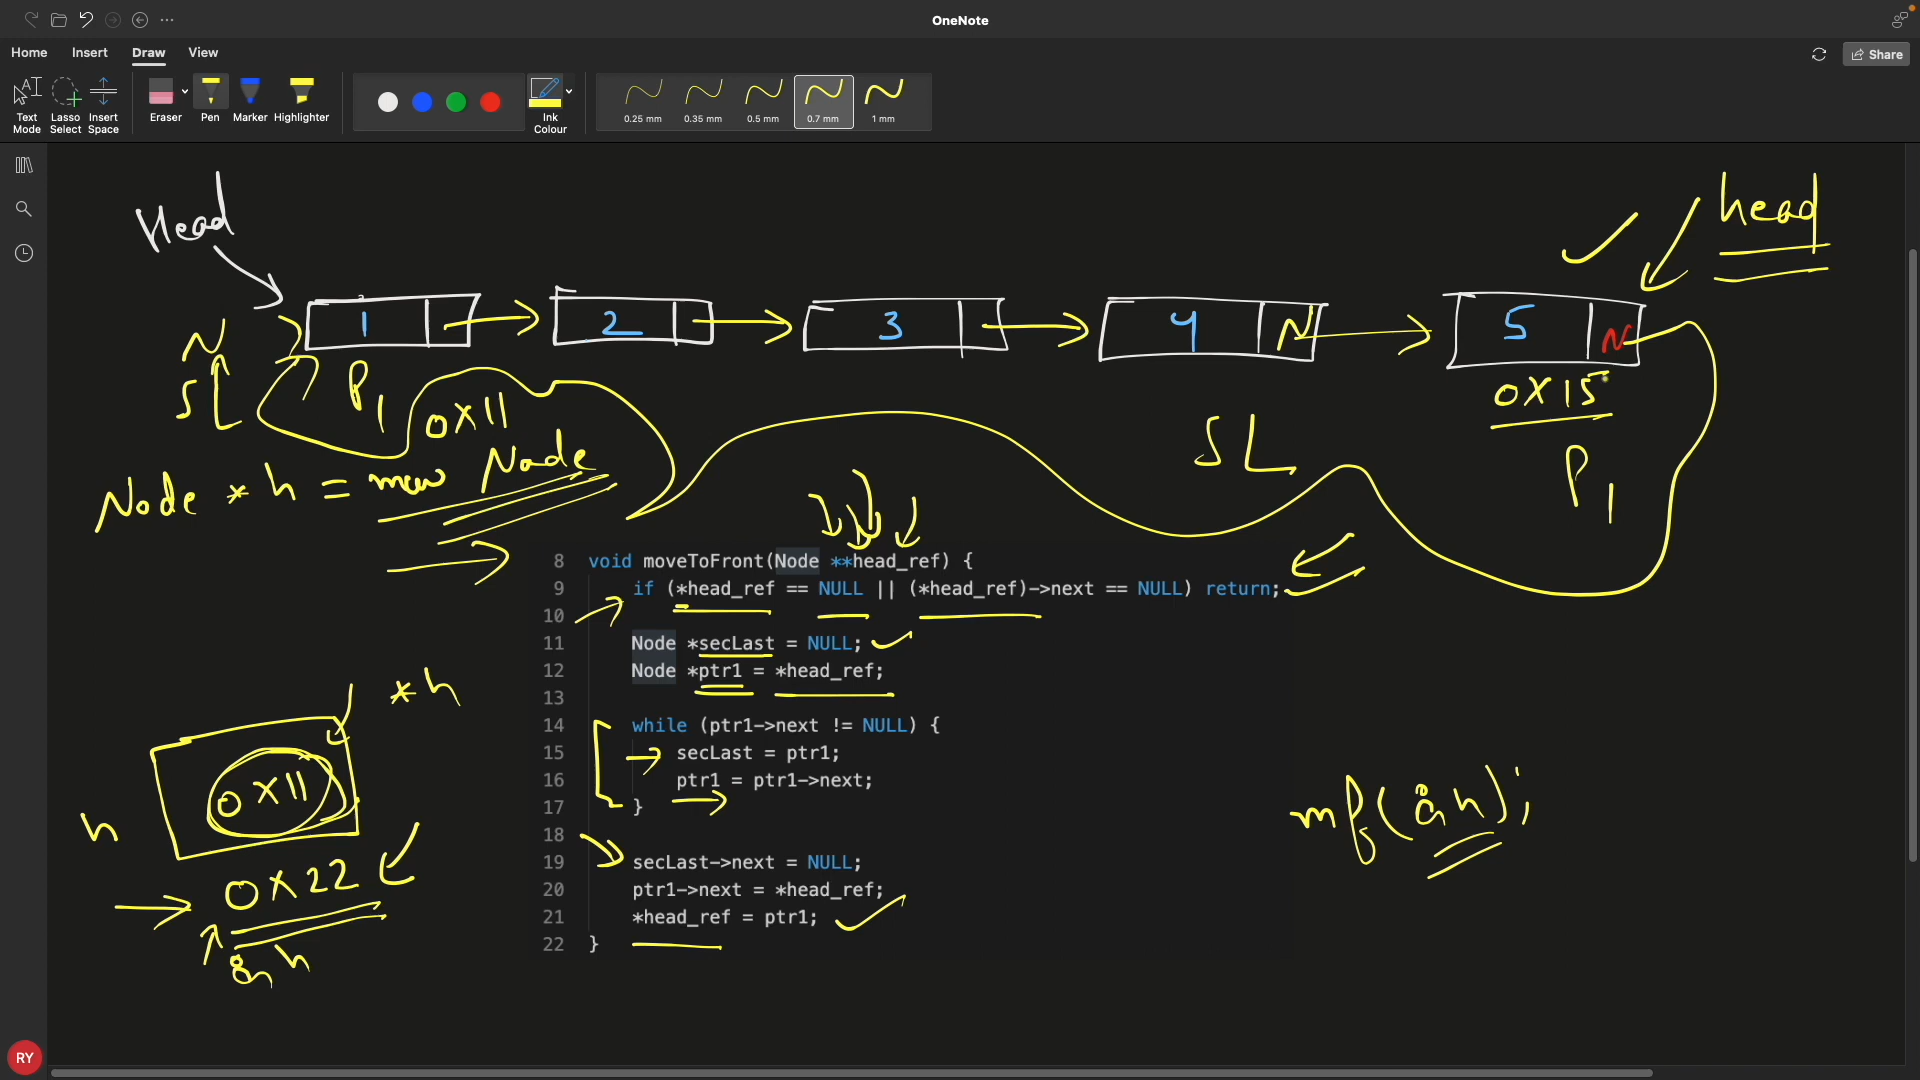 OneNote
Home Insert Draw View
Share
Text Mode
Lasso Select
Insert Space
Eraser
Pen
Marker
Highlighter
Ink Colour
0.25 mm
0.35 mm
0.5 mm
0.7 mm
1 mm
Head
head
1 2 3 4 N 5 N
N
SL
P1
0X11
0X15
SL
P1
Node *h = new Node
8 void moveToFront(Node **head_ref) {
9 if (*head_ref == NULL || (*head_ref)->next == NULL) return;
10
11 Node *secLast = NULL;
12 Node *ptr1 = *head_ref;
13
14 while (ptr1->next != NULL) {
15 secLast = ptr1;
16 ptr1 = ptr1->next;
17 }
18
19 secLast->next = NULL;
20 ptr1->next = *head_ref;
21 *head_ref = ptr1;
22 }
*h
0X11
h
0X22
&h
mf(&h);
RY